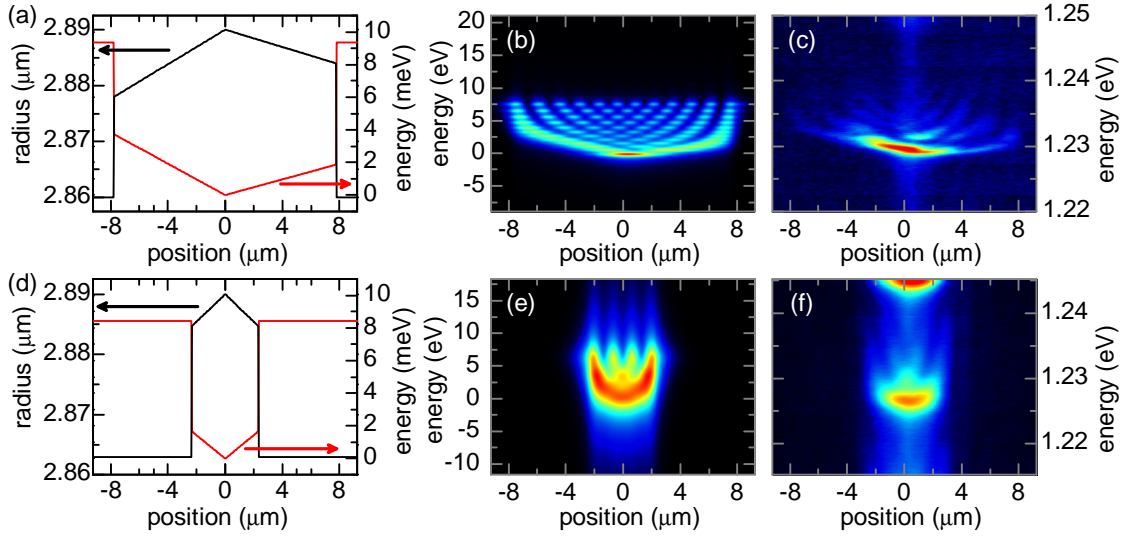 (a)
2.89
2.88
2.87
2.86
radius (μm)
10
8
6
4
2
0
energy (meV)
-8 -4 0 4 8
position (μm)
(b)
20
15
10
5
0
-5
energy (eV)
-8 -4 0 4 8
position (μm)
(c)
1.25
1.24
1.23
1.22
energy (eV)
-8 -4 0 4 8
position (μm)
(d)
2.89
2.88
2.87
2.86
radius (μm)
10
8
6
4
2
0
energy (meV)
-8 -4 0 4 8
position (μm)
(e)
15
10
5
0
-5
-10
energy (eV)
-8 -4 0 4 8
position (μm)
(f)
1.24
1.23
1.22
energy (eV)
-8 -4 0 4 8
position (μm)